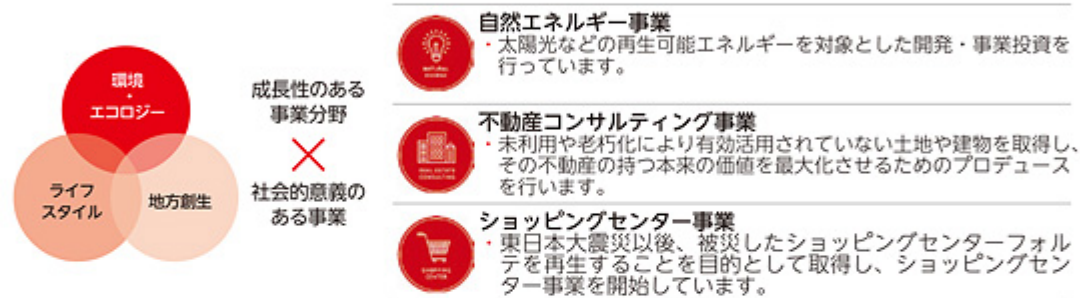 環境
・
エコロジー
ライフ
スタイル
地方創生
成長性のある
事業分野
×
社会的意義の
ある事業
自然エネルギー事業
・太陽光などの再生可能エネルギーを対象とした開発・事業投資を
行っています。
不動産コンサルティング事業
REAL ESTATE
CONSULTING
・未利用や老朽化により有効活用されていない土地や建物を取得し、
その不動産の持つ本来の価値を最大化させるためのプロデュース
を行います。
ショッピングセンター事業
SHOPPING
CENTER
・東日本大震災以後、被災したショッピングセンターフォル
テを再生することを目的として取得し、ショッピングセン
ター事業を開始しています。